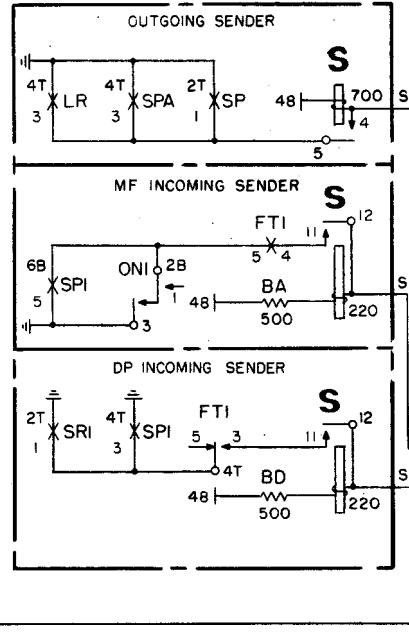 OUTGOING SENDER
S
4T 4T 2T
LR SPA SP 48 700 S
3 3 1 4
5
MF INCOMING SENDER
S
FT1 11 12
6B ON1 2B 5 4
SP1 1 BA S
5 48
3 500 220
DP INCOMING SENDER
S
2T 4T FT1 12
SR1 SP1 5 3 11
1 3 4T
BD S
48 220
500